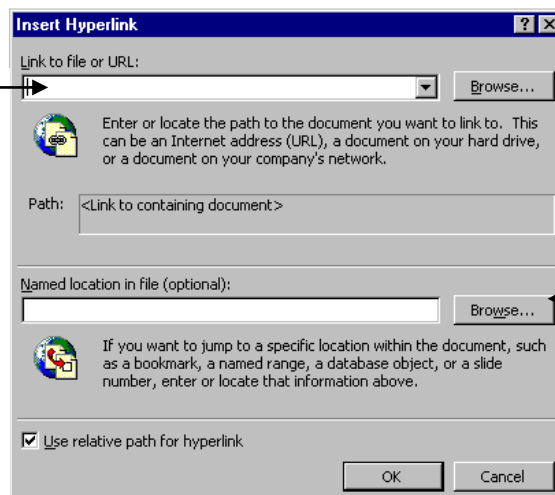 Insert Hyperlink
Link to file or URL:
Browse...
Enter or locate the path to the document you want to link to. This
can be an Internet address (URL), a document on your hard drive,
or a document on your company's network.
Path: <Link to containing document>
Named location in file (optional):
Browse...
If you want to jump to a specific location within the document, such
as a bookmark, a named range, a database object, or a slide
number, enter or locate that information above.
Use relative path for hyperlink
OK Cancel